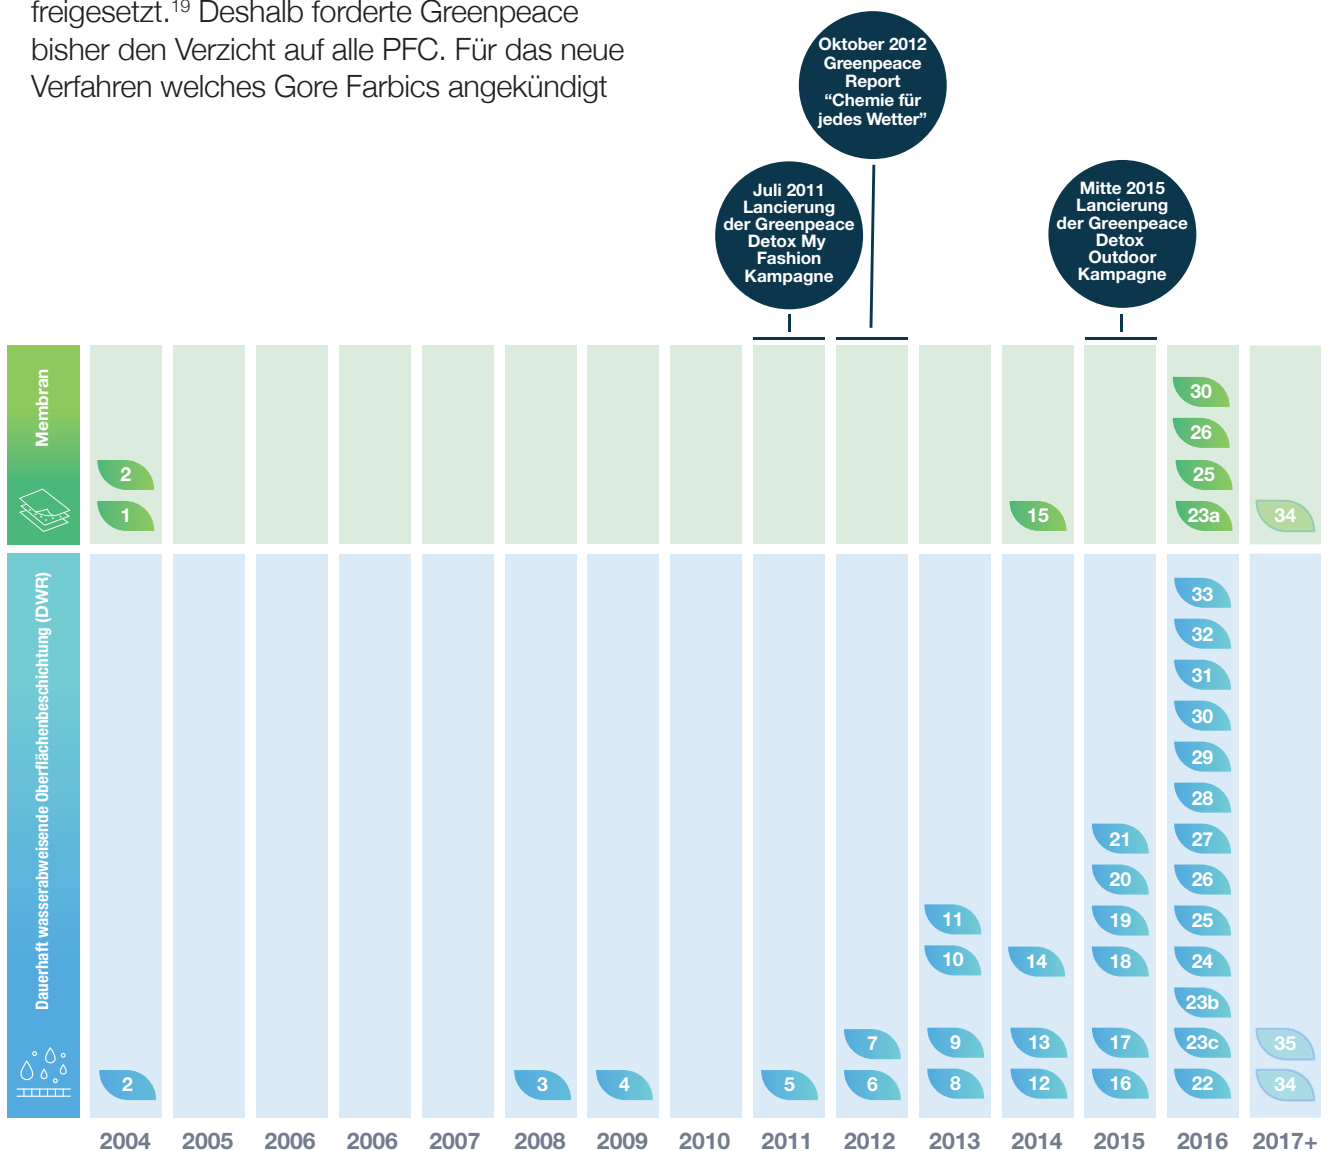 freigesetzt.19 Deshalb forderte Greenpeace
bisher den Verzicht auf alle PFC. Für das neue
Verfahren welches Gore Farbics angekündigt
Oktober 2012
Greenpeace
Report
“Chemie für
jedes Wetter”
Juli 2011
Lancierung
der Greenpeace
Detox My
Fashion
Kampagne
Mitte 2015
Lancierung
der Greenpeace
Detox
Outdoor
Kampagne
Membran
30
26
2
25
1
15
23a
34
Dauerhaft wasserabweisende Oberflächenbeschichtung (DWR)
33
32
31
30
29
28
21
27
20
26
11
19
25
10
14
18
24
23b
7
9
13
17
23c
35
2
3
4
5
6
8
12
16
22
34
2004
2005
2006
2006
2007
2008
2009
2010
2011
2012
2013
2014
2015
2016
2017+